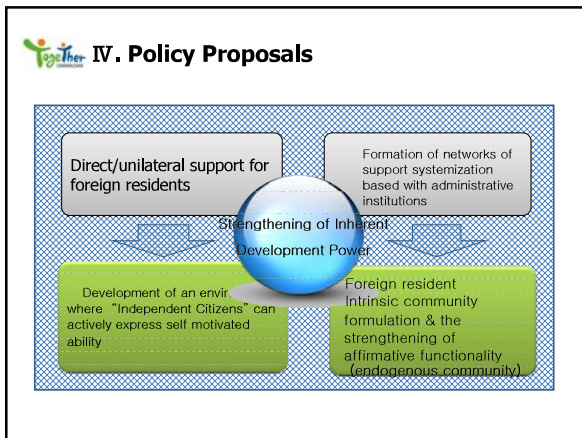 TogeTher
Ⅳ. Policy Proposals
Direct/unilateral support for
foreign residents
Formation of networks of
support systemization
based with administrative
institutions
Strengthening of Inherent
Development Power
Development of an
where “Independent Citizens” can
actively express self motivated
ability
Foreign resident
Intrinsic community
formulation & the
strengthening of
affirmative functionality
(endogenous community)